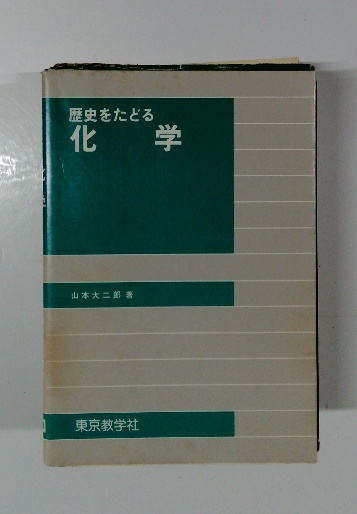 歴史をたどる
化学
山本大二郎 著
東京教学社